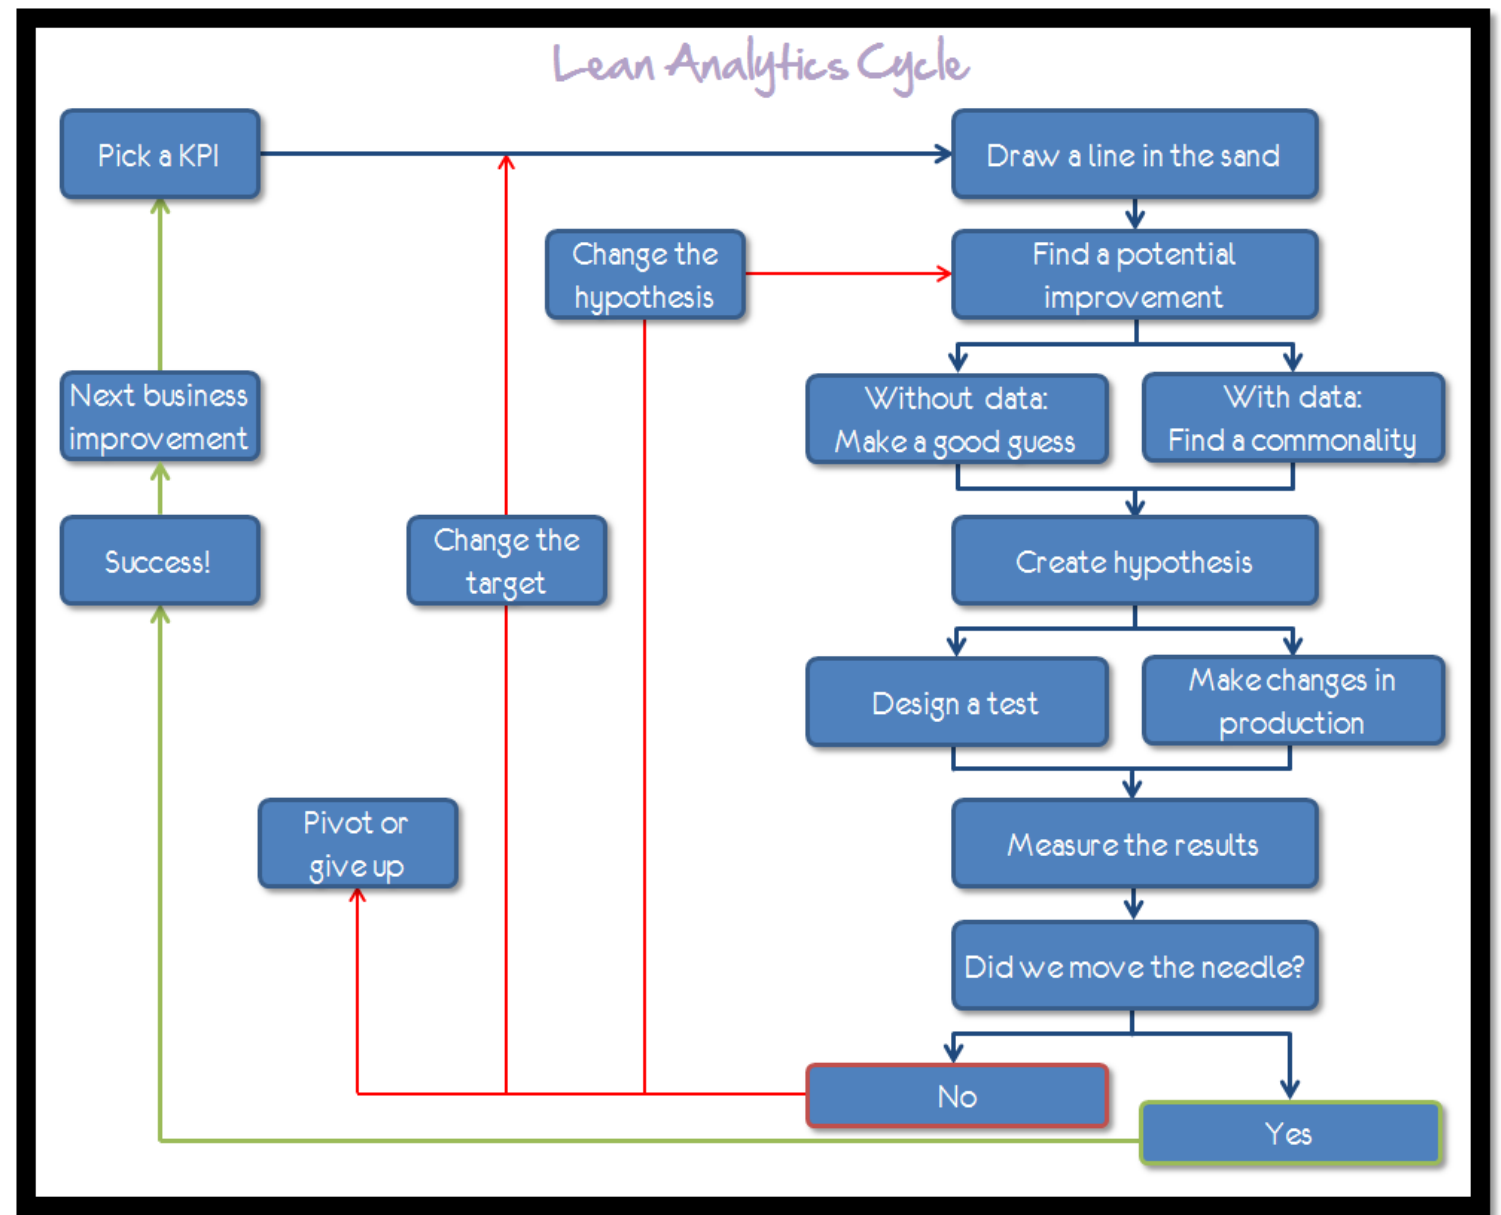 Lean Analytics Cycle
Pick a KPI
Draw a line in the sand
Change the
hypothesis
Find a potential
improvement
Next business
improvement
Without data:
Make a good guess
With data:
Find a commonality
Success!
Change the
target
Create hypothesis
Design a test
Make changes in
production
Pivot or
give up
Measure the results
Did we move the needle?
No
Yes